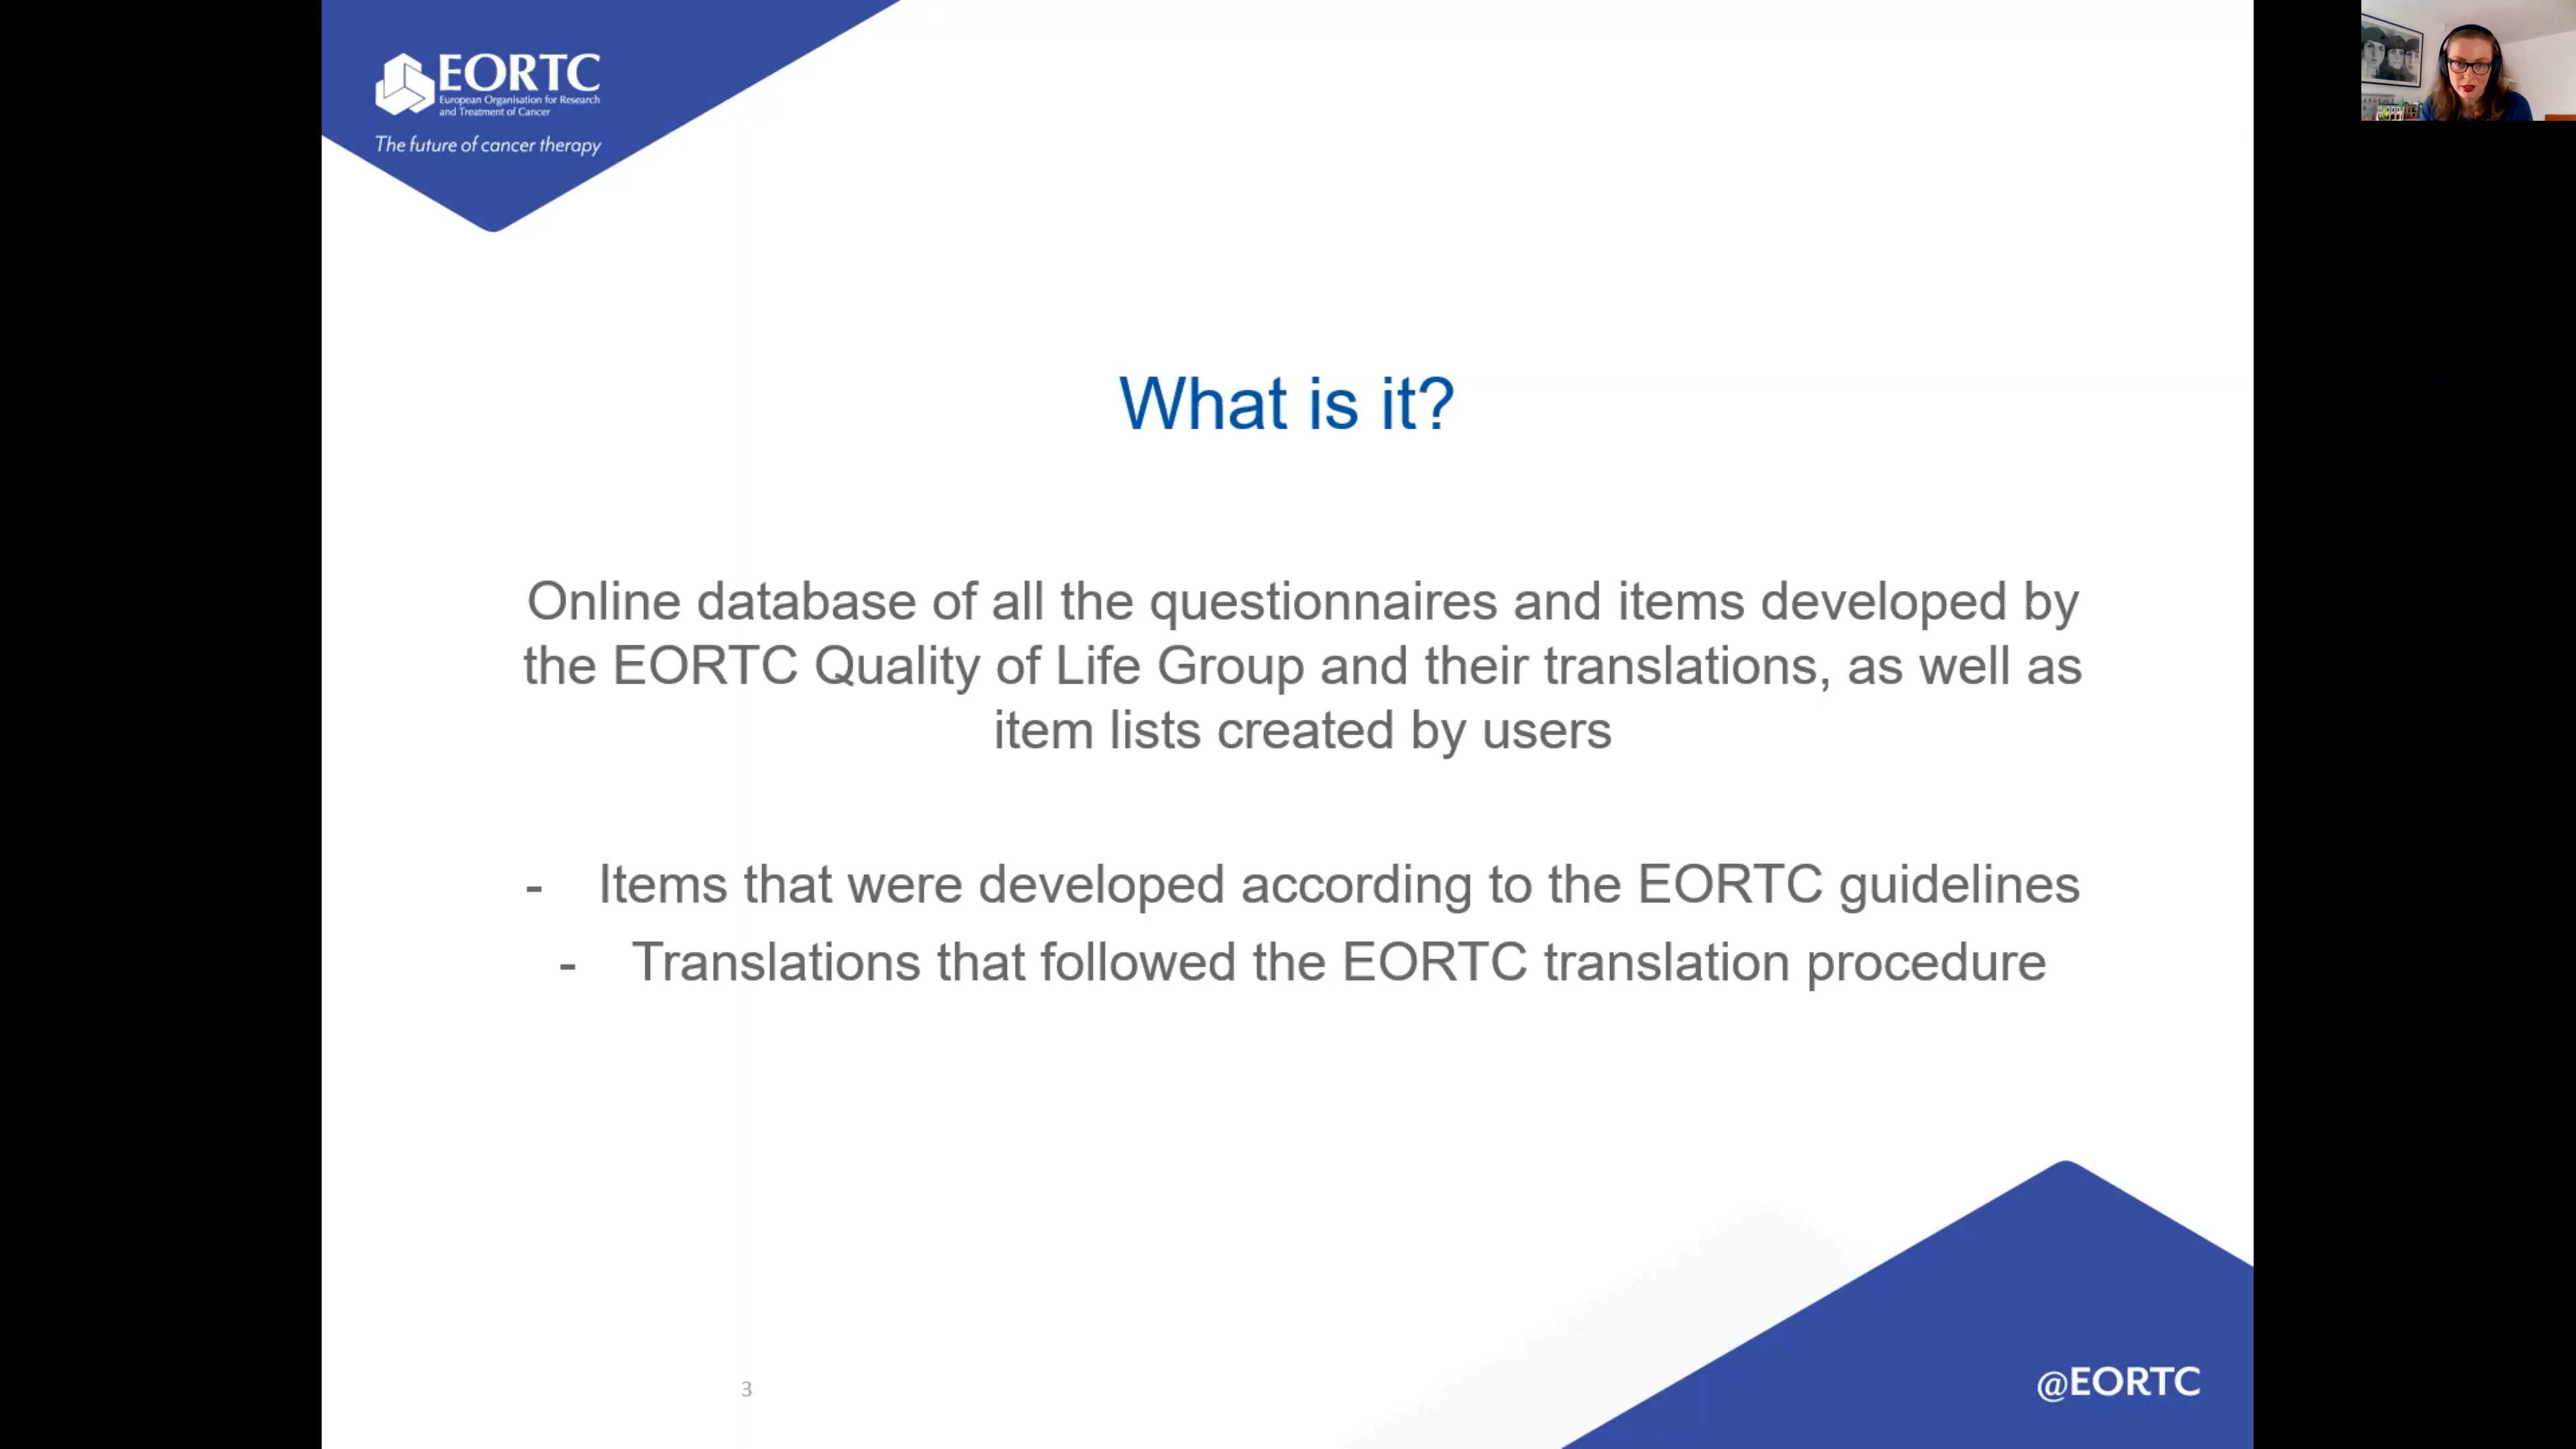 EORTC
European Organisation for Research
and Treatment of Cancer
The future of cancer therapy
What is it?
Online database of all the questionnaires and items developed by
the EORTC Quality of Life Group and their translations, as well as
item lists created by users
- Items that were developed according to the EORTC guidelines
- Translations that followed the EORTC translation procedure
3
@EORTC